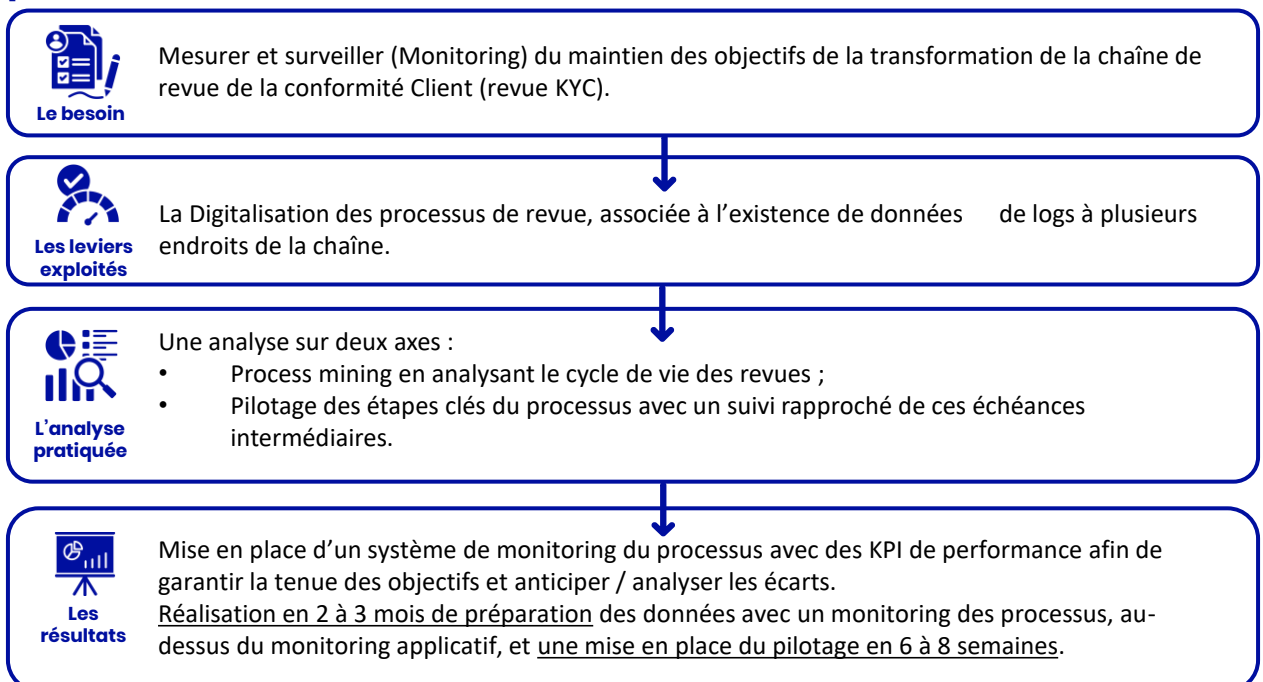 Le besoin
Mesurer et surveiller (Monitoring) du maintien des objectifs de la transformation de la chaîne de
revue de la conformité Client (revue KYC).
Les leviers
exploités
La Digitalisation des processus de revue, associée à l’existence de données de logs à plusieurs
endroits de la chaîne.
L’analyse
pratiquée
Une analyse sur deux axes :
• Process mining en analysant le cycle de vie des revues ;
• Pilotage des étapes clés du processus avec un suivi rapproché de ces échéances
intermédiaires.
Les
résultats
Mise en place d’un système de monitoring du processus avec des KPI de performance afin de
garantir la tenue des objectifs et anticiper / analyser les écarts.
Réalisation en 2 à 3 mois de préparation des données avec un monitoring des processus, au-
dessus du monitoring applicatif, et une mise en place du pilotage en 6 à 8 semaines.